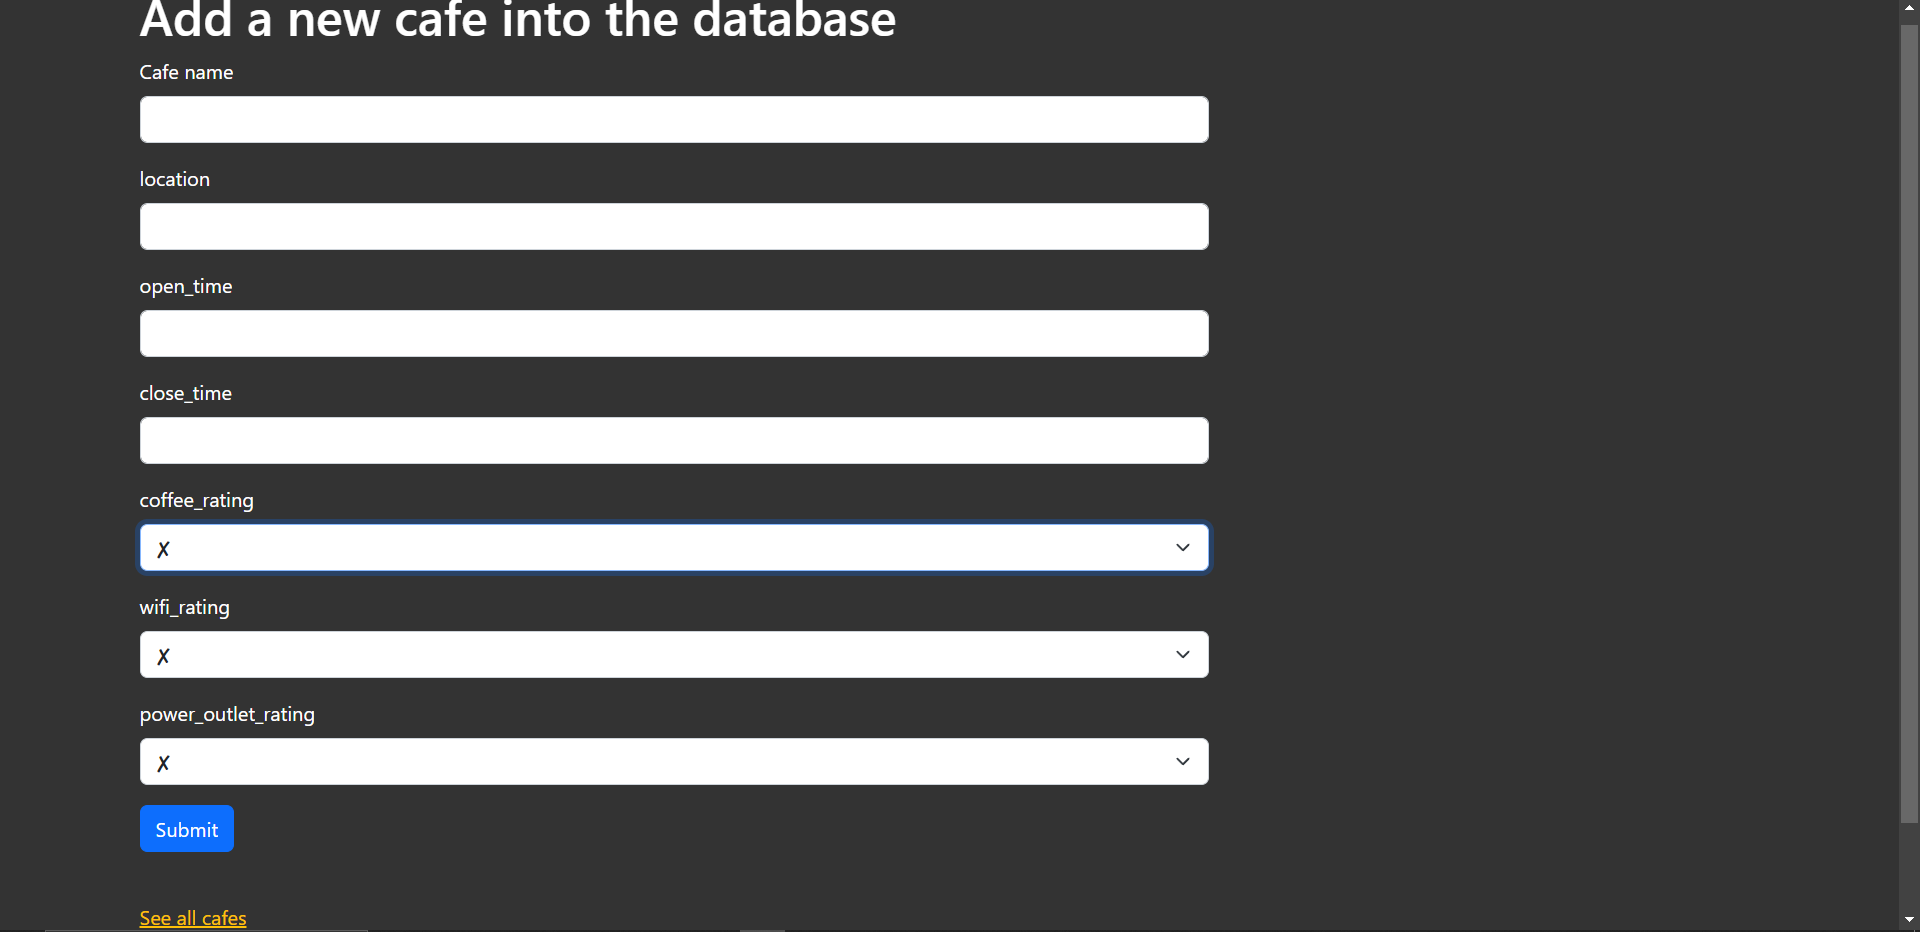 Add a new cafe into the database
Cafe name
location
open_time
close_time
coffee_rating
✗
wifi_rating
✗
power_outlet_rating
✗
Submit
See all cafes